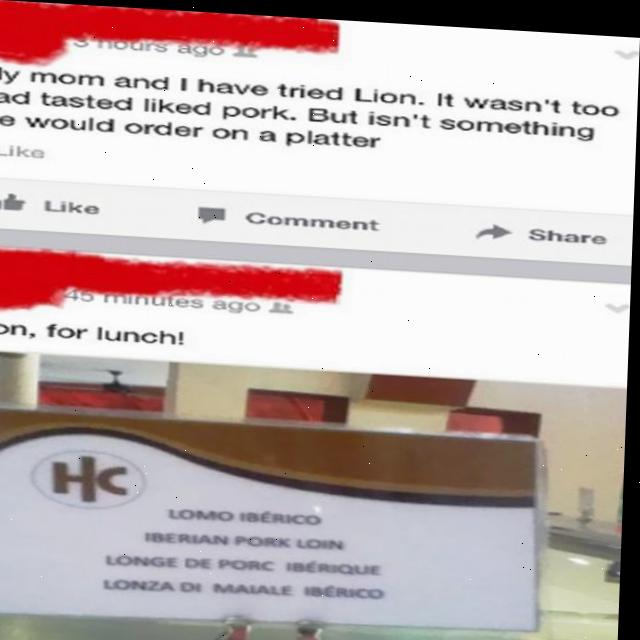 3 hours ago
ly mom and I have tried Lion. It wasn't too
ad tasted liked pork. But isn't something
e would order on a platter
Like
Like Comment Share
45 minutes ago
on, for lunch!
HC
LOMO IBÉRICO
IBERIAN PORK LOIN
LONGE DE PORC IBÉRIQUE
LONZA DI MAIALE IBÉRICO